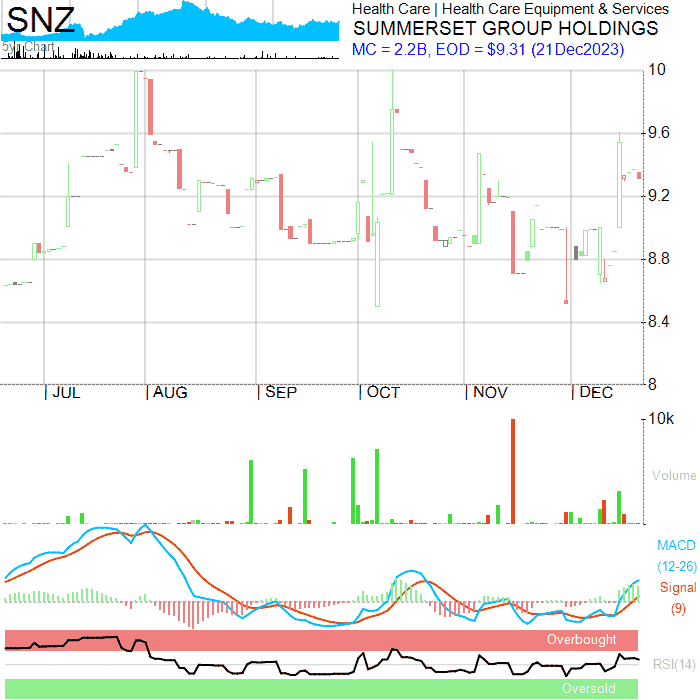 SNZ
5yr Chart
Health Care | Health Care Equipment & Services
SUMMERSET GROUP HOLDINGS
MC = 2.2B, EOD = $9.31 (21Dec2023)
10
9.6
9.2
8.8
8.4
8
| JUL | AUG | SEP | OCT | NOV | DEC
10k
Volume
MACD
(12-26)
Signal
(9)
Overbought
RSI(14)
Oversold